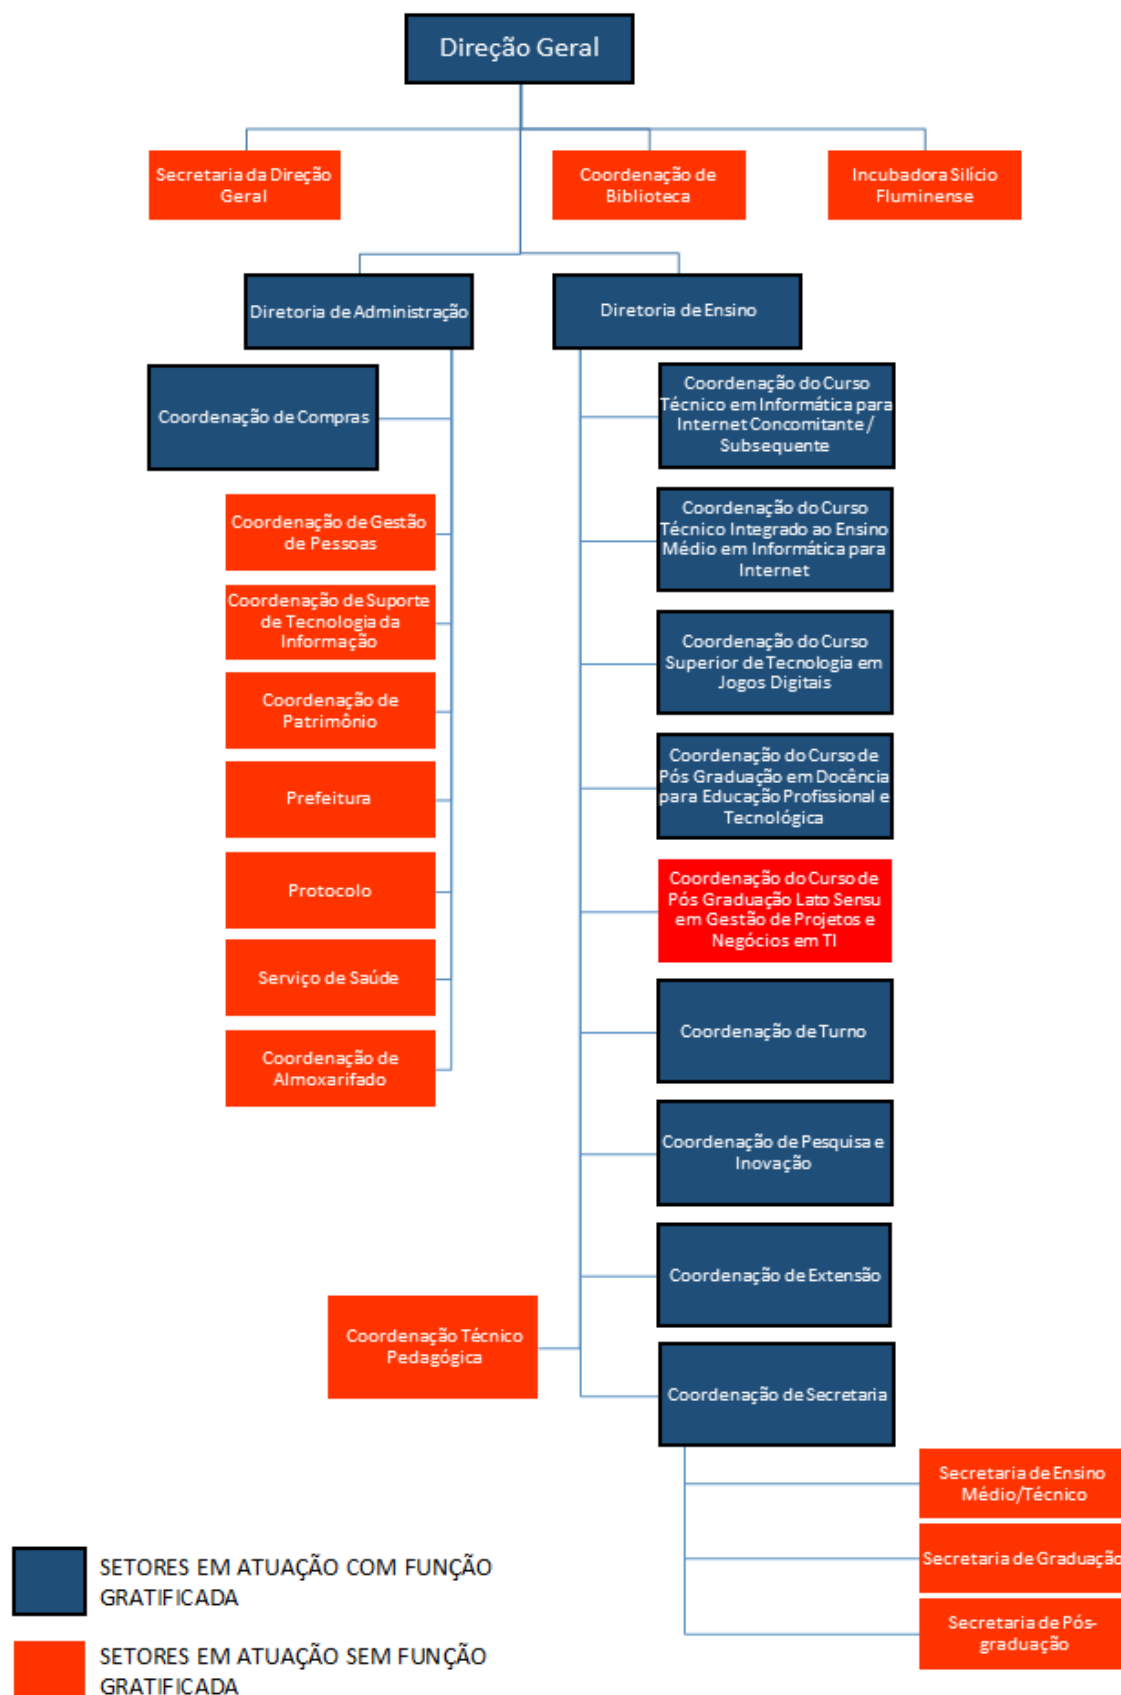 Direção Geral
Secretaria da Direção
Geral
Coordenação de
Biblioteca
Incubadora Silício
Fluminense
Diretoria de Administração
Diretoria de Ensino
Coordenação de Compras
Coordenação de Gestão
de Pessoas
Coordenação de Suporte
de Tecnologia da
Informação
Coordenação de
Patrimônio
Prefeitura
Protocolo
Serviço de Saúde
Coordenação de
Almoxarifado
Coordenação do Curso
Técnico em Informática para
Internet Concomitante /
Subsequente
Coordenação do Curso
Técnico Integrado ao Ensino
Médio em Informática para
Internet
Coordenação do Curso
Superior de Tecnologia em
Jogos Digitais
Coordenação do Curso de
Pós Graduação em Docência
para Educação Profissional e
Tecnológica
Coordenação do Curso de
Pós Graduação Lato Sensu
em Gestão de Projetos e
Negócios em TI
Coordenação de Turno
Coordenação de Pesquisa e
Inovação
Coordenação de Extensão
Coordenação Técnico
Pedagógica
Coordenação de Secretaria
Secretaria de Ensino
Médio/Técnico
Secretaria de Graduação
Secretaria de Pós-
graduação
SETORES EM ATUAÇÃO COM FUNÇÃO
GRATIFICADA
SETORES EM ATUAÇÃO SEM FUNÇÃO
GRATIFICADA